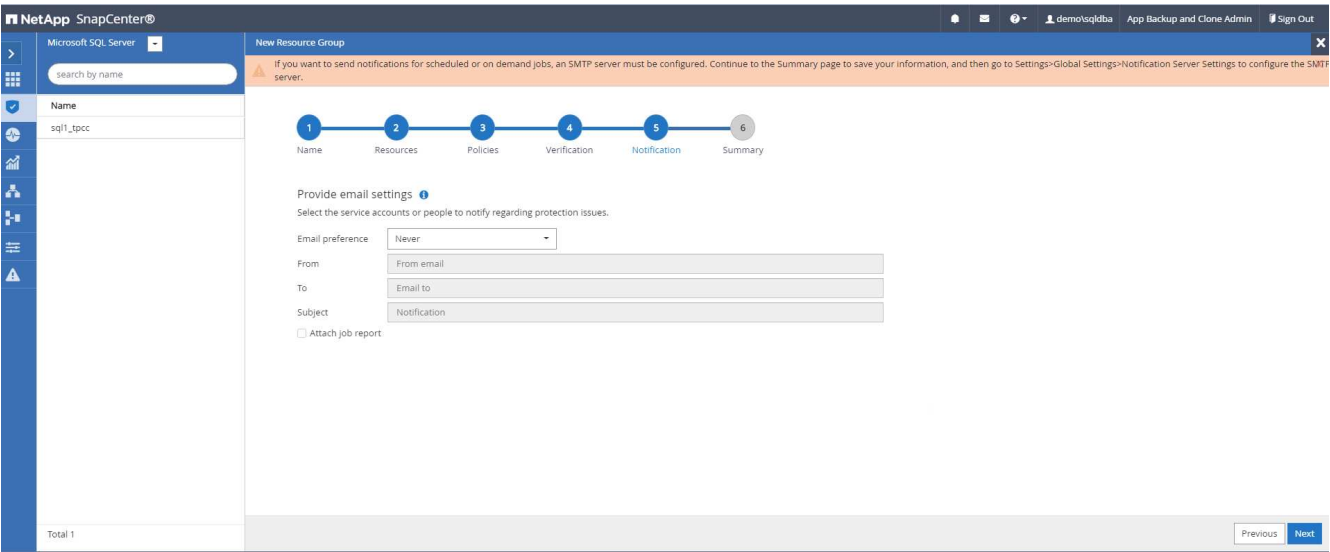 NetApp SnapCenter®
demo\sqldba App Backup and Clone Admin Sign Out
Microsoft SQL Server
search by name
Name
sql1_tpcc
Total 1
New Resource Group
If you want to send notifications for scheduled or on demand jobs, an SMTP server must be configured. Continue to the Summary page to save your information, and then go to Settings>Global Settings>Notification Server Settings to configure the SMTP
server.
1 2 3 4 5 6
Name Resources Policies Verification Notification Summary
Provide email settings
Select the service accounts or people to notify regarding protection issues.
Email preference Never
From From email
To Email to
Subject Notification
Attach job report
Previous Next